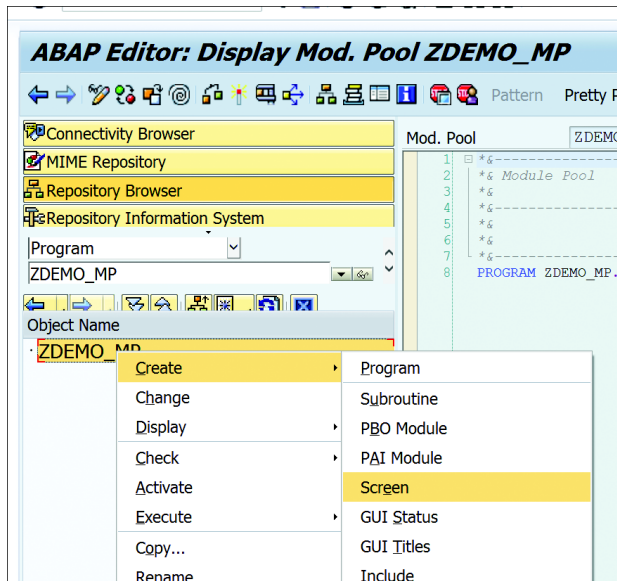 ABAP Editor: Display Mod. Pool ZDEMO_MP
Pattern Pretty P
Connectivity Browser
MIME Repository
Repository Browser
Repository Information System
Program
ZDEMO_MP
Object Name
ZDEMO_MP
Create
Change
Display
Check
Activate
Execute
Copy...
Rename
Program
Subroutine
PBO Module
PAI Module
Screen
GUI Status
GUI Titles
Include
Mod. Pool ZDEMO
1 *&---------------
2 *& Module Pool
3 *&
4 *&---------------
5 *&
6 *&
7 *&---------------
8 PROGRAM ZDEMO_MP.